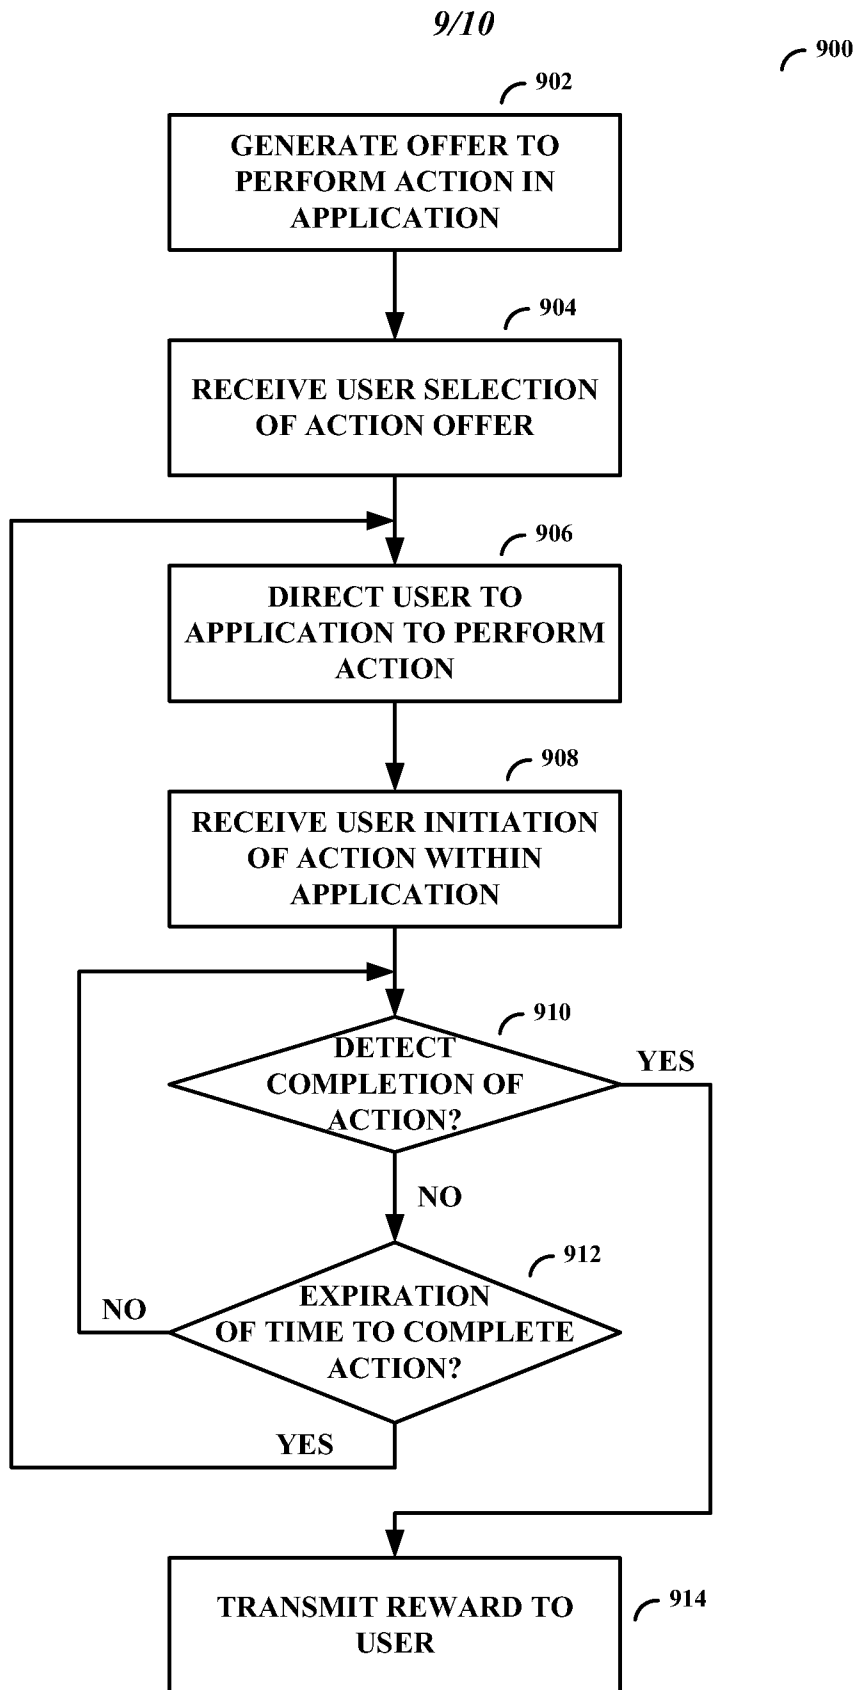 9/10
900
902
GENERATE OFFER TO
PERFORM ACTION IN
APPLICATION
904
RECEIVE USER SELECTION
OF ACTION OFFER
906
DIRECT USER TO
APPLICATION TO PERFORM
ACTION
908
RECEIVE USER INITIATION
OF ACTION WITHIN
APPLICATION
910
DETECT
COMPLETION OF
ACTION?
YES
NO
912
EXPIRATION
OF TIME TO COMPLETE
ACTION?
NO
YES
914
TRANSMIT REWARD TO
USER